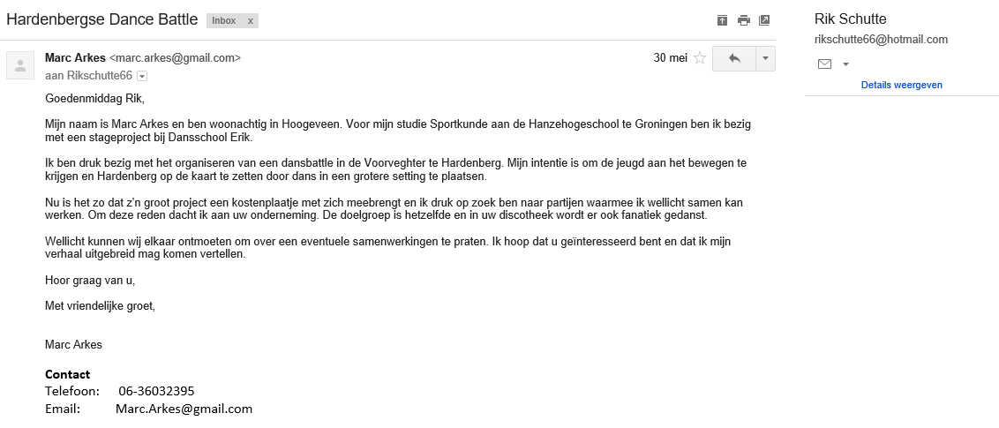 Hardenbergse Dance Battle Inbox x
Rik Schutte
rikschutte66@hotmail.com
Details weergeven
Marc Arkes <marc.arkes@gmail.com> 30 mei
aan Rikschutte66
Goedenmiddag Rik,
Mijn naam is Marc Arkes en ben woonachtig in Hoogeveen. Voor mijn studie Sportkunde aan de Hanzehogeschool te Groningen ben ik bezig
met een stageproject bij Dansschool Erik.
Ik ben druk bezig met het organiseren van een dansbattle in de Voorveghter te Hardenberg. Mijn intentie is om de jeugd aan het bewegen te
krijgen en Hardenberg op de kaart te zetten door dans in een grotere setting te plaatsen.
Nu is het zo dat z'n groot project een kostenplaatje met zich meebrengt en ik druk op zoek ben naar partijen waarmee ik wellicht samen kan
werken. Om deze reden dacht ik aan uw onderneming. De doelgroep is hetzelfde en in uw discotheek wordt er ook fanatiek gedanst.
Wellicht kunnen wij elkaar ontmoeten om over een eventuele samenwerkingen te praten. Ik hoop dat u geïnteresseerd bent en dat ik mijn
verhaal uitgebreid mag komen vertellen.
Hoor graag van u,
Met vriendelijke groet,
Marc Arkes
Contact
Telefoon: 06-36032395
Email: Marc.Arkes@gmail.com